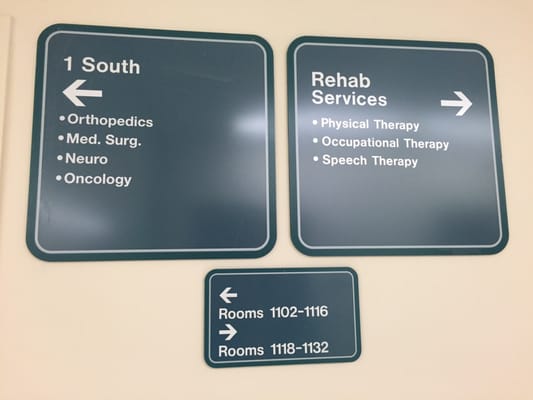 1 South
←
•Orthopedics
•Med. Surg.
•Neuro
•Oncology
Rehab
Services →
• Physical Therapy
• Occupational Therapy
• Speech Therapy
←
Rooms 1102-1116
→
Rooms 1118-1132